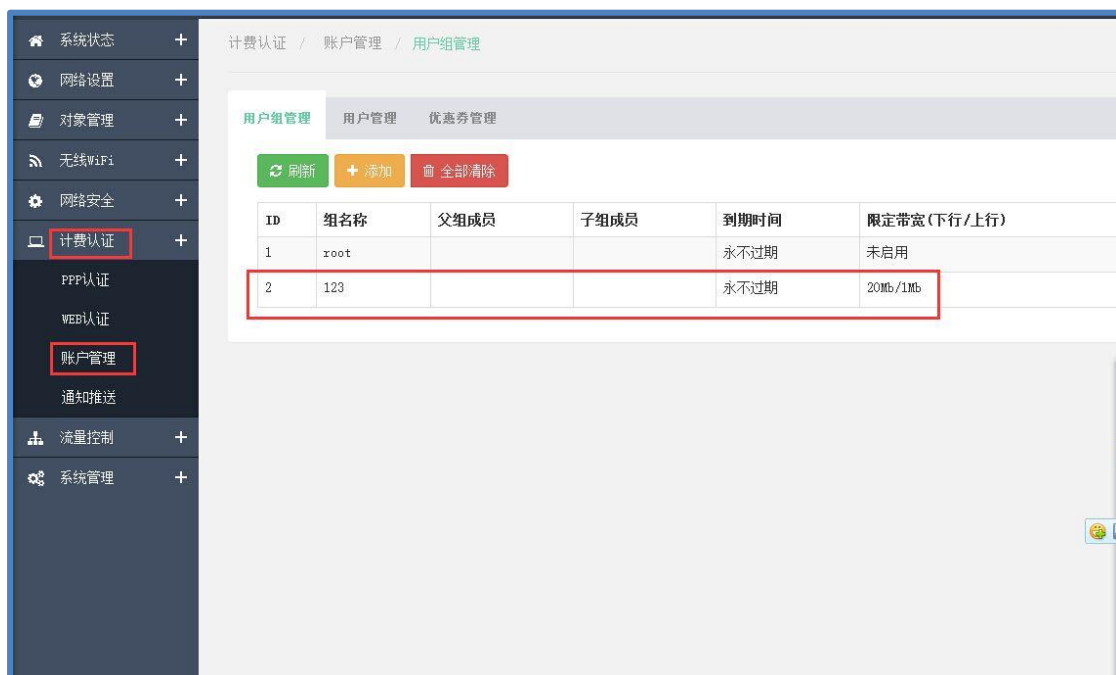 系统状态
计费认证 / 账户管理 / 用户组管理
网络设置
对象管理
用户组管理 用户管理 优惠券管理
无线WiFi
刷新 添加 全部清除
网络安全
ID 组名称 父组成员 子组成员 到期时间 限定带宽(下行/上行)
计费认证
1 root 永不过期 未启用
PPP认证
2 123 永不过期 20Mb/1Mb
WEB认证
账户管理
通知推送
流量控制
系统管理